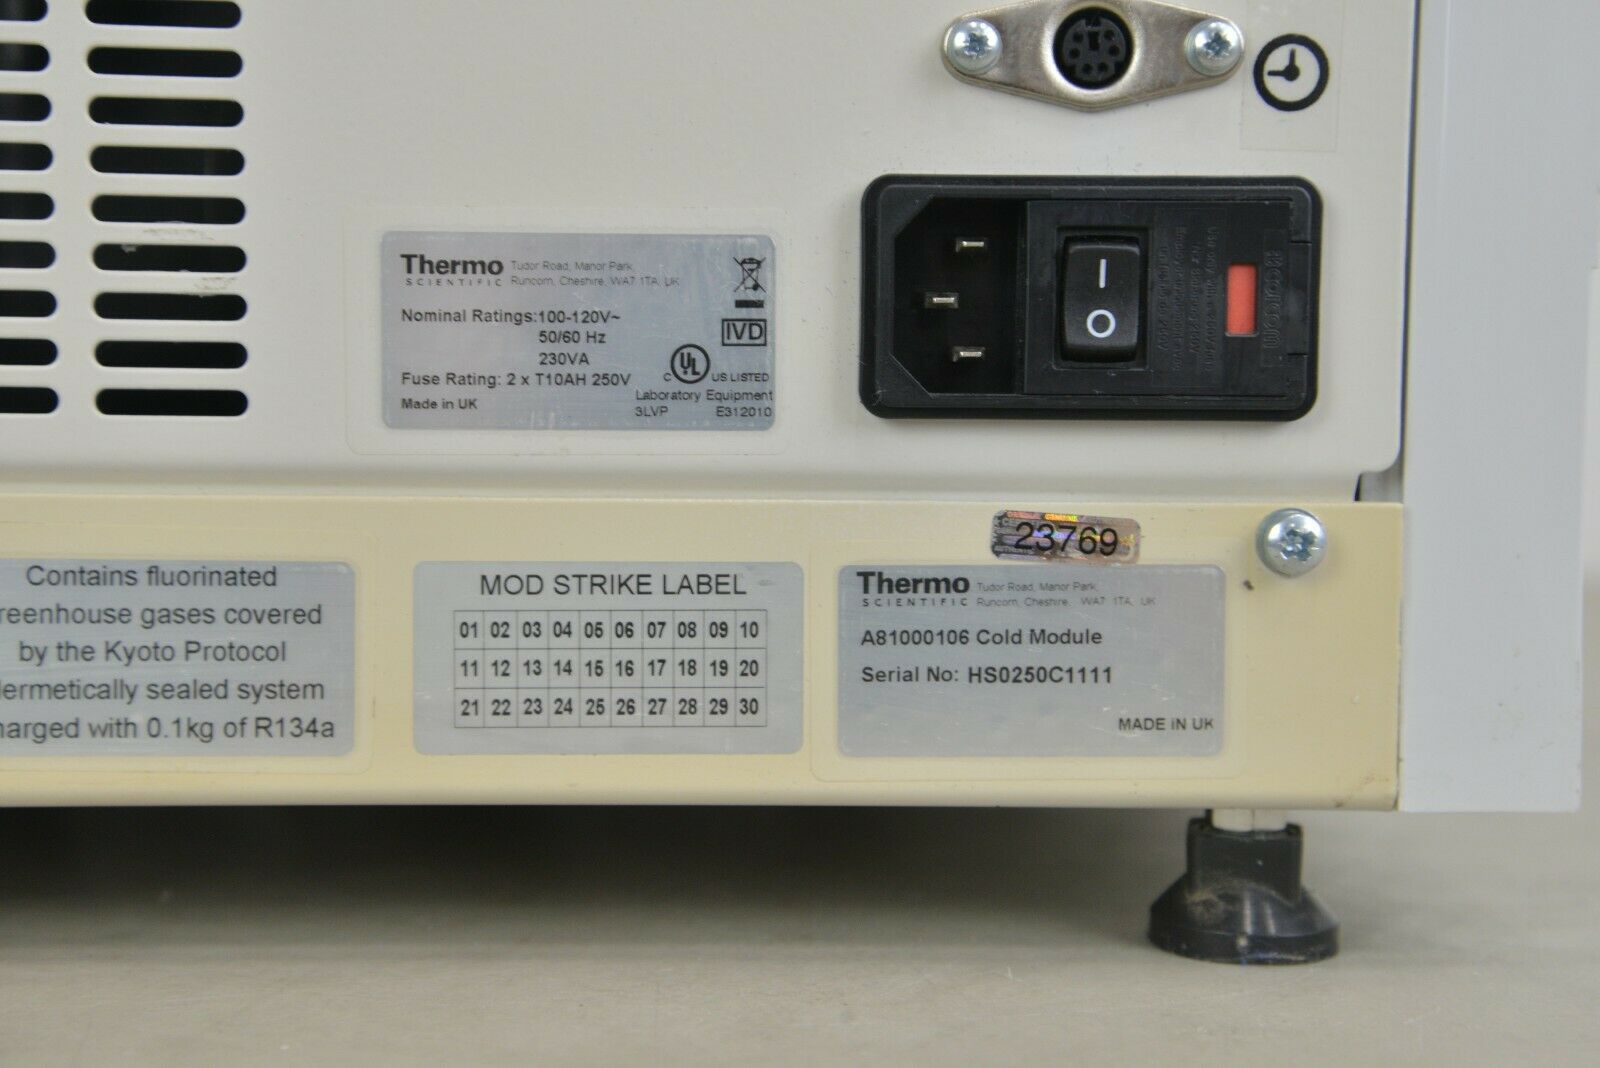 Thermo
SCIENTIFIC
Tudor Road, Manor Park,
Runcorn, Cheshire, WA7 1TA, UK
Nominal Ratings:100-120V~
50/60 Hz
230VA
Fuse Rating: 2 x T10AH 250V
Made in UK
IVD
C UL US LISTED
Laboratory Equipment
3LVP E312010
I
O
23769
Contains fluorinated
reenhouse gases covered
by the Kyoto Protocol
ermetically sealed system
harged with 0.1kg of R134a
MOD STRIKE LABEL
01 02 03 04 05 06 07 08 09 10
11 12 13 14 15 16 17 18 19 20
21 22 23 24 25 26 27 28 29 30
Thermo
SCIENTIFIC
Tudor Road, Manor Park,
Runcorn, Cheshire, WA7 1TA, UK
A81000106 Cold Module
Serial No: HS0250C1111
MADE IN UK